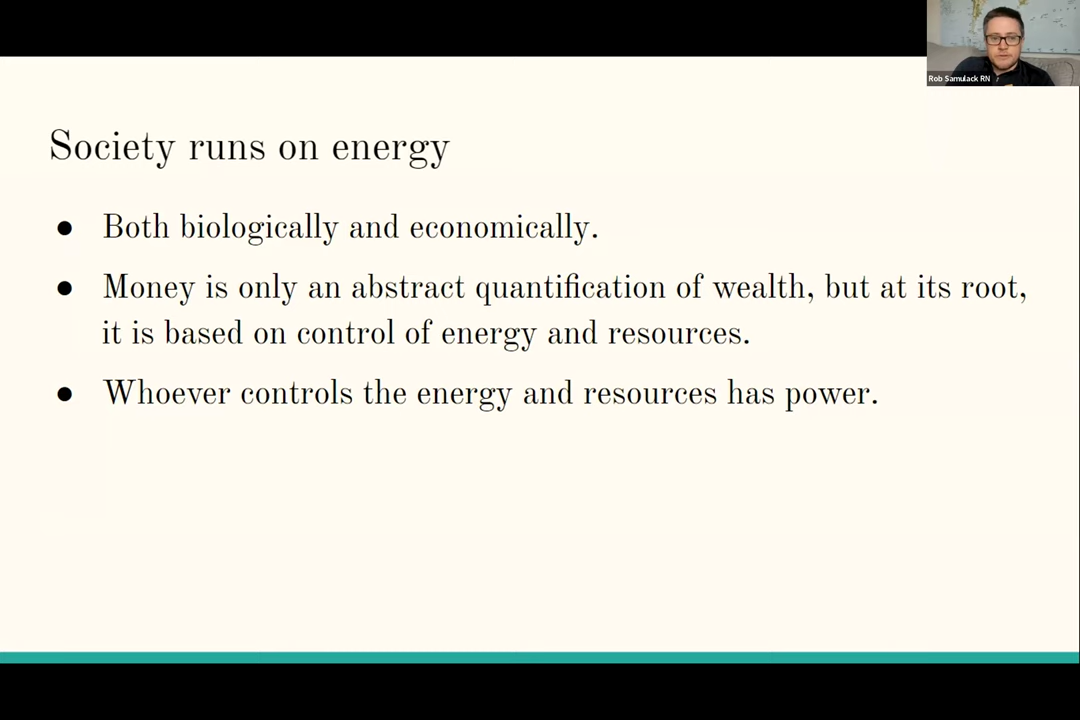 Rob Samulack RN
Society runs on energy
● Both biologically and economically.
● Money is only an abstract quantification of wealth, but at its root,
it is based on control of energy and resources.
● Whoever controls the energy and resources has power.